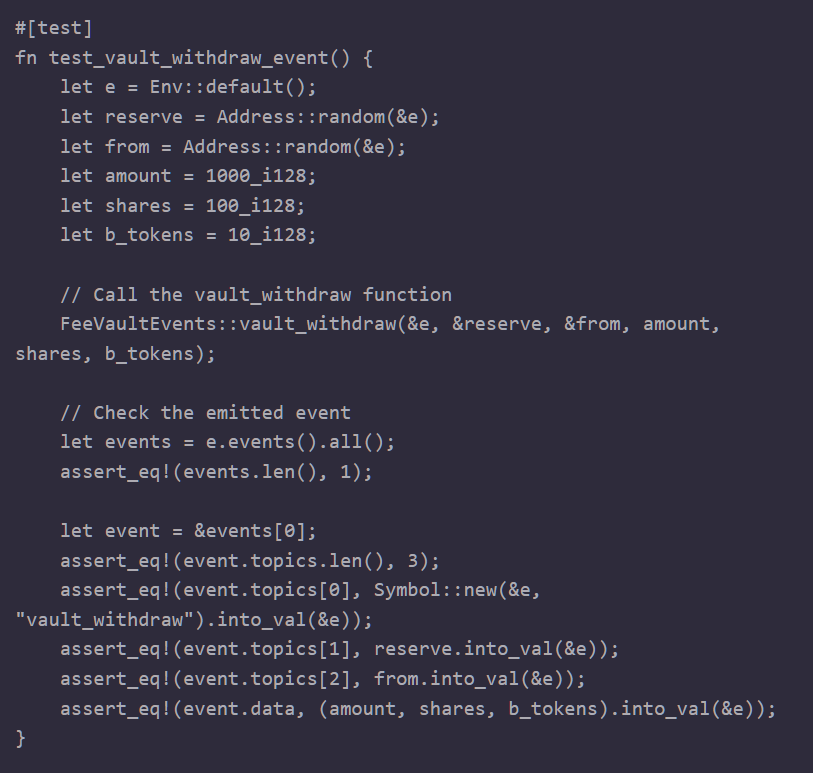 #[test]
fn test_vault_withdraw_event() {
    let e = Env::default();
    let reserve = Address::random(&e);
    let from = Address::random(&e);
    let amount = 1000_i128;
    let shares = 100_i128;
    let b_tokens = 10_i128;

    // Call the vault_withdraw function
    FeeVaultEvents::vault_withdraw(&e, &reserve, &from, amount,
shares, b_tokens);

    // Check the emitted event
    let events = e.events().all();
    assert_eq!(events.len(), 1);

    let event = &events[0];
    assert_eq!(event.topics.len(), 3);
    assert_eq!(event.topics[0], Symbol::new(&e,
"vault_withdraw").into_val(&e));
    assert_eq!(event.topics[1], reserve.into_val(&e));
    assert_eq!(event.topics[2], from.into_val(&e));
    assert_eq!(event.data, (amount, shares, b_tokens).into_val(&e));
}